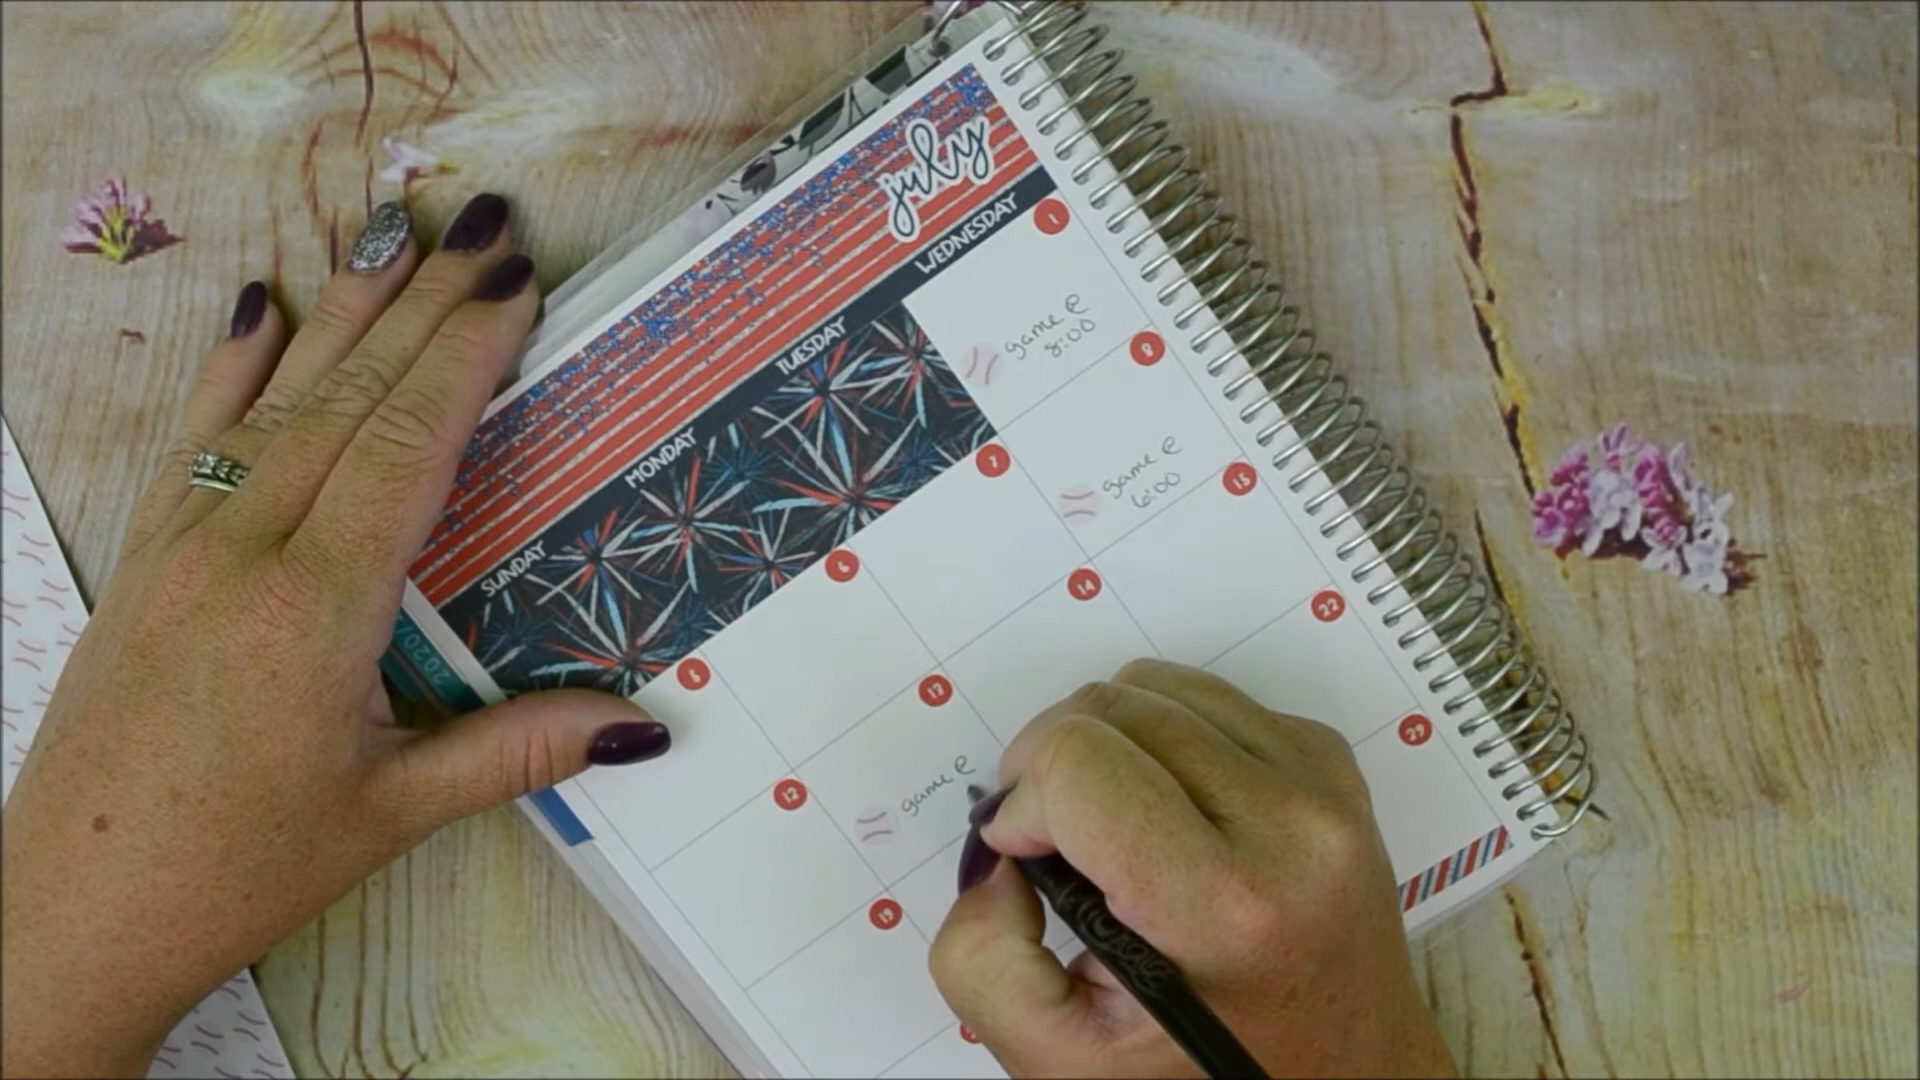 july
SUNDAY MONDAY TUESDAY WEDNESDAY
1
game @
8:00
5 6 7 8
game @
6:00
12 13 14 15
game @
19 22
29
2020/